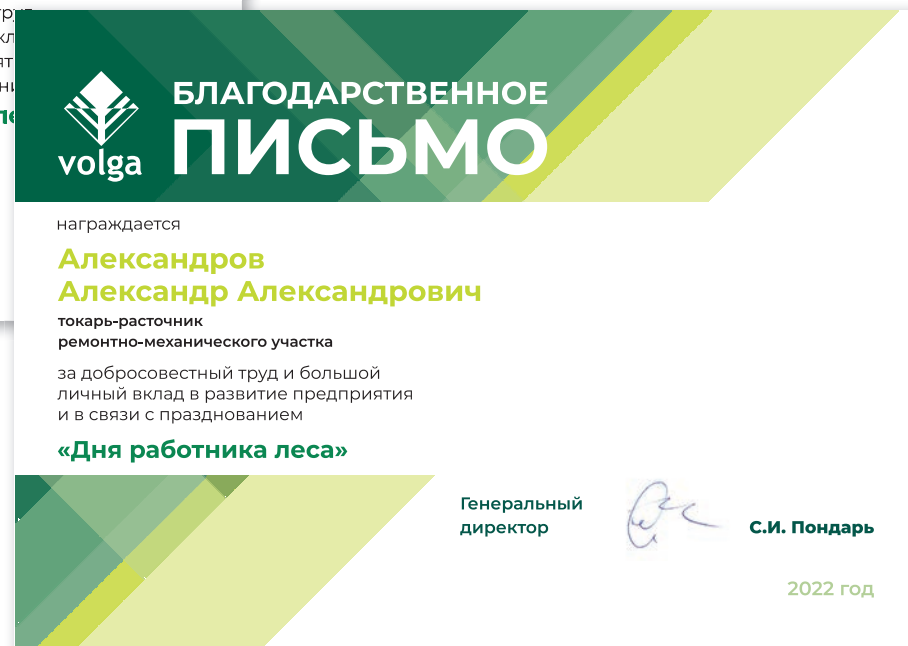 volga
БЛАГОДАРСТВЕННОЕ
ПИСЬМО
награждается
Александров
Александр Александрович
токарь-расточник
ремонтно-механического участка
за добросовестный труд и большой
личный вклад в развитие предприятия
и в связи с празднованием
«Дня работника леса»
Генеральный
директор
С.И. Пондарь
2022 год